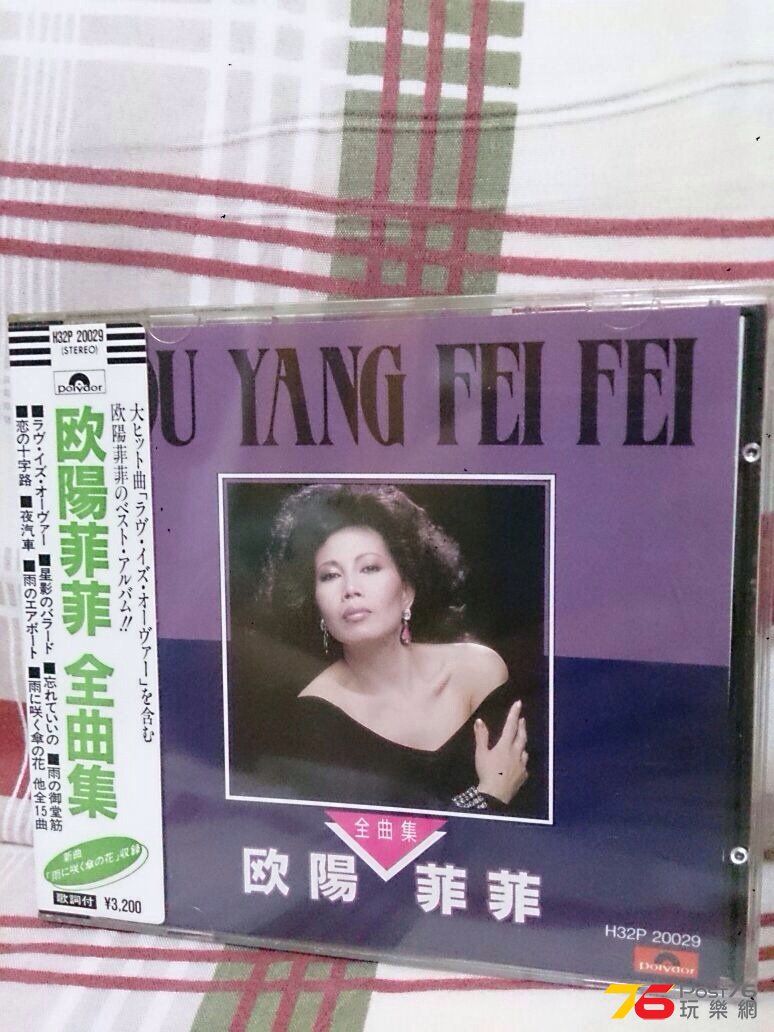 H32P 20029
(STEREO)
Polydor
欧陽菲菲 全曲集
大ヒット曲「ラヴ・イズ・オーヴァー」を含む
欧陽菲菲のベスト・アルバム!!
■ラヴ・イズ・オーヴァー ■星影のバラード ■忘れていいの ■雨の御堂筋
■恋の十字路 ■夜汽車 ■雨のエアポート ■雨に咲く傘の花 他全15曲
新曲
「雨に咲く傘の花」収録
歌詞付 ¥3,200
OU YANG FEI FEI
全曲集
欧陽 菲菲
H32P 20029
Polydor
76 Post76
玩樂網